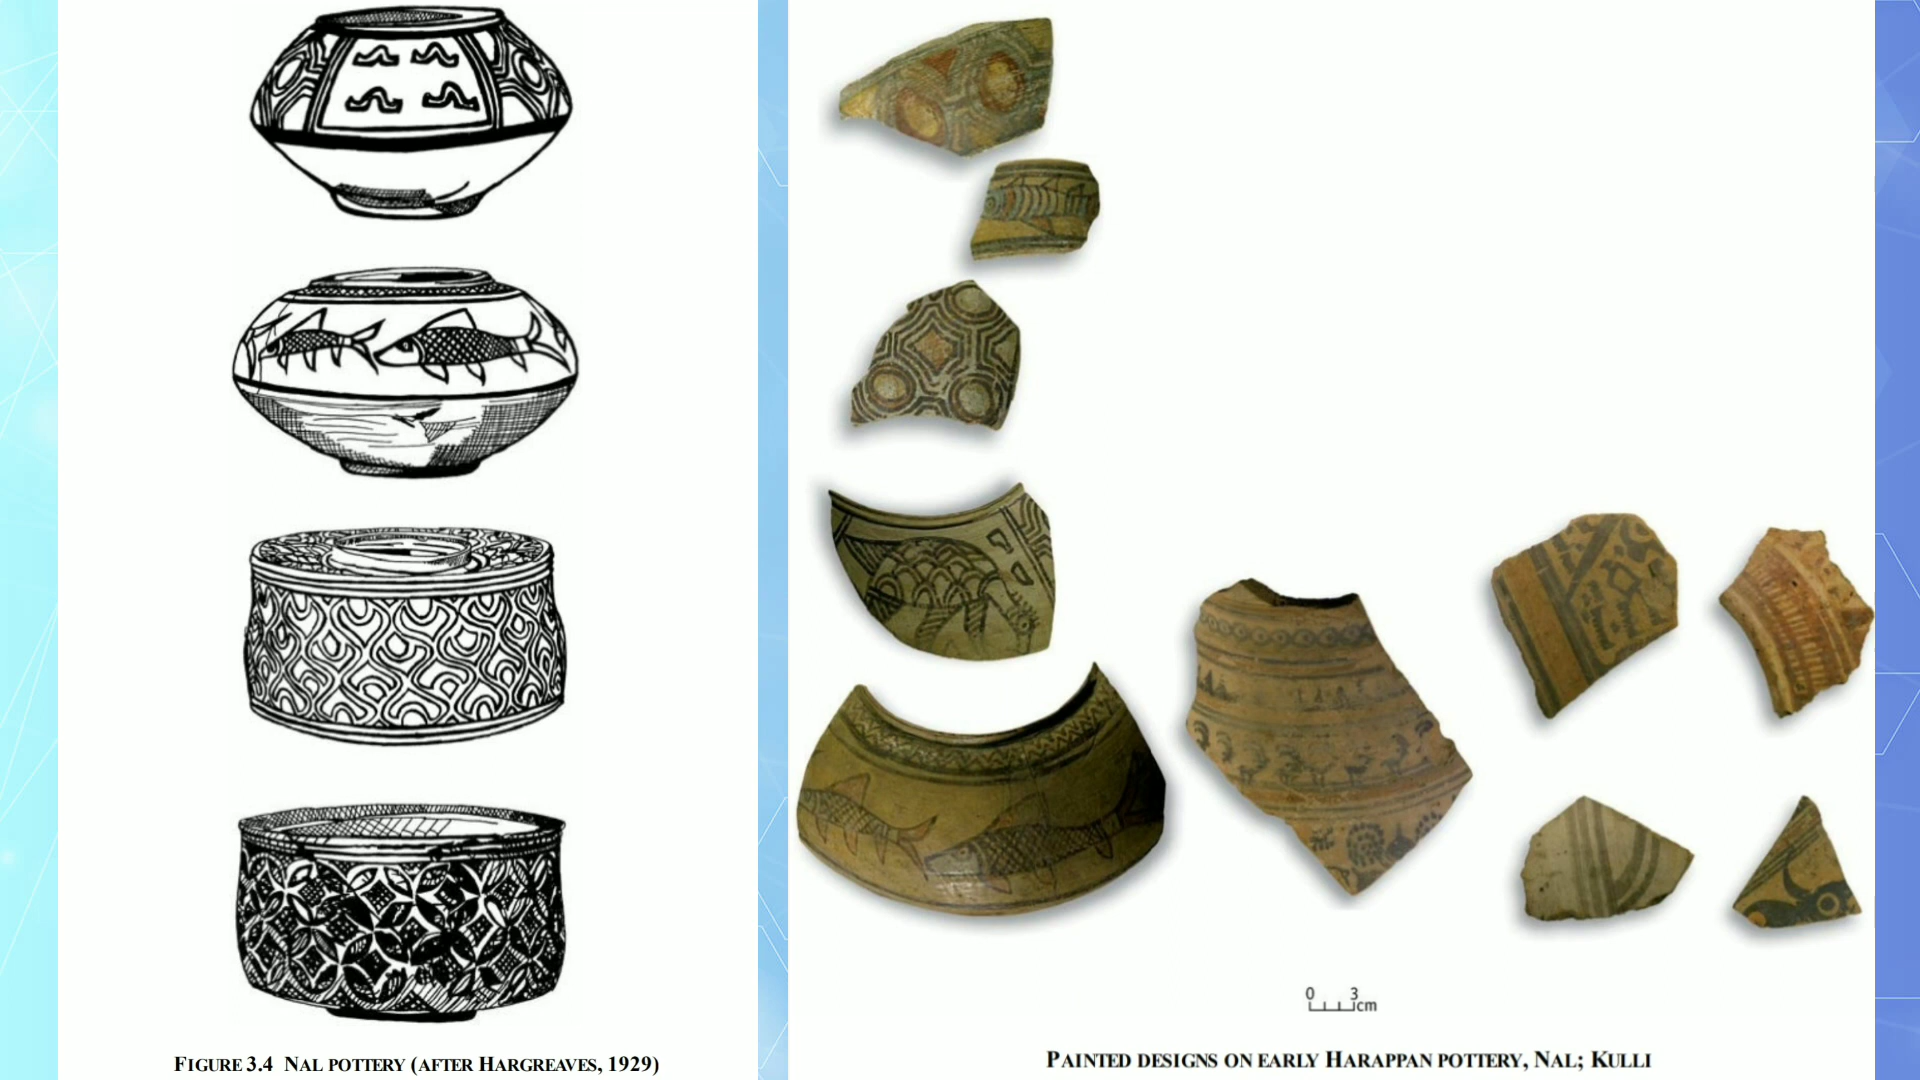 FIGURE 3.4 NAL POTTERY (AFTER HARGREAVES, 1929)
0 3
cm
PAINTED DESIGNS ON EARLY HARAPPAN POTTERY, NAL; KULLI